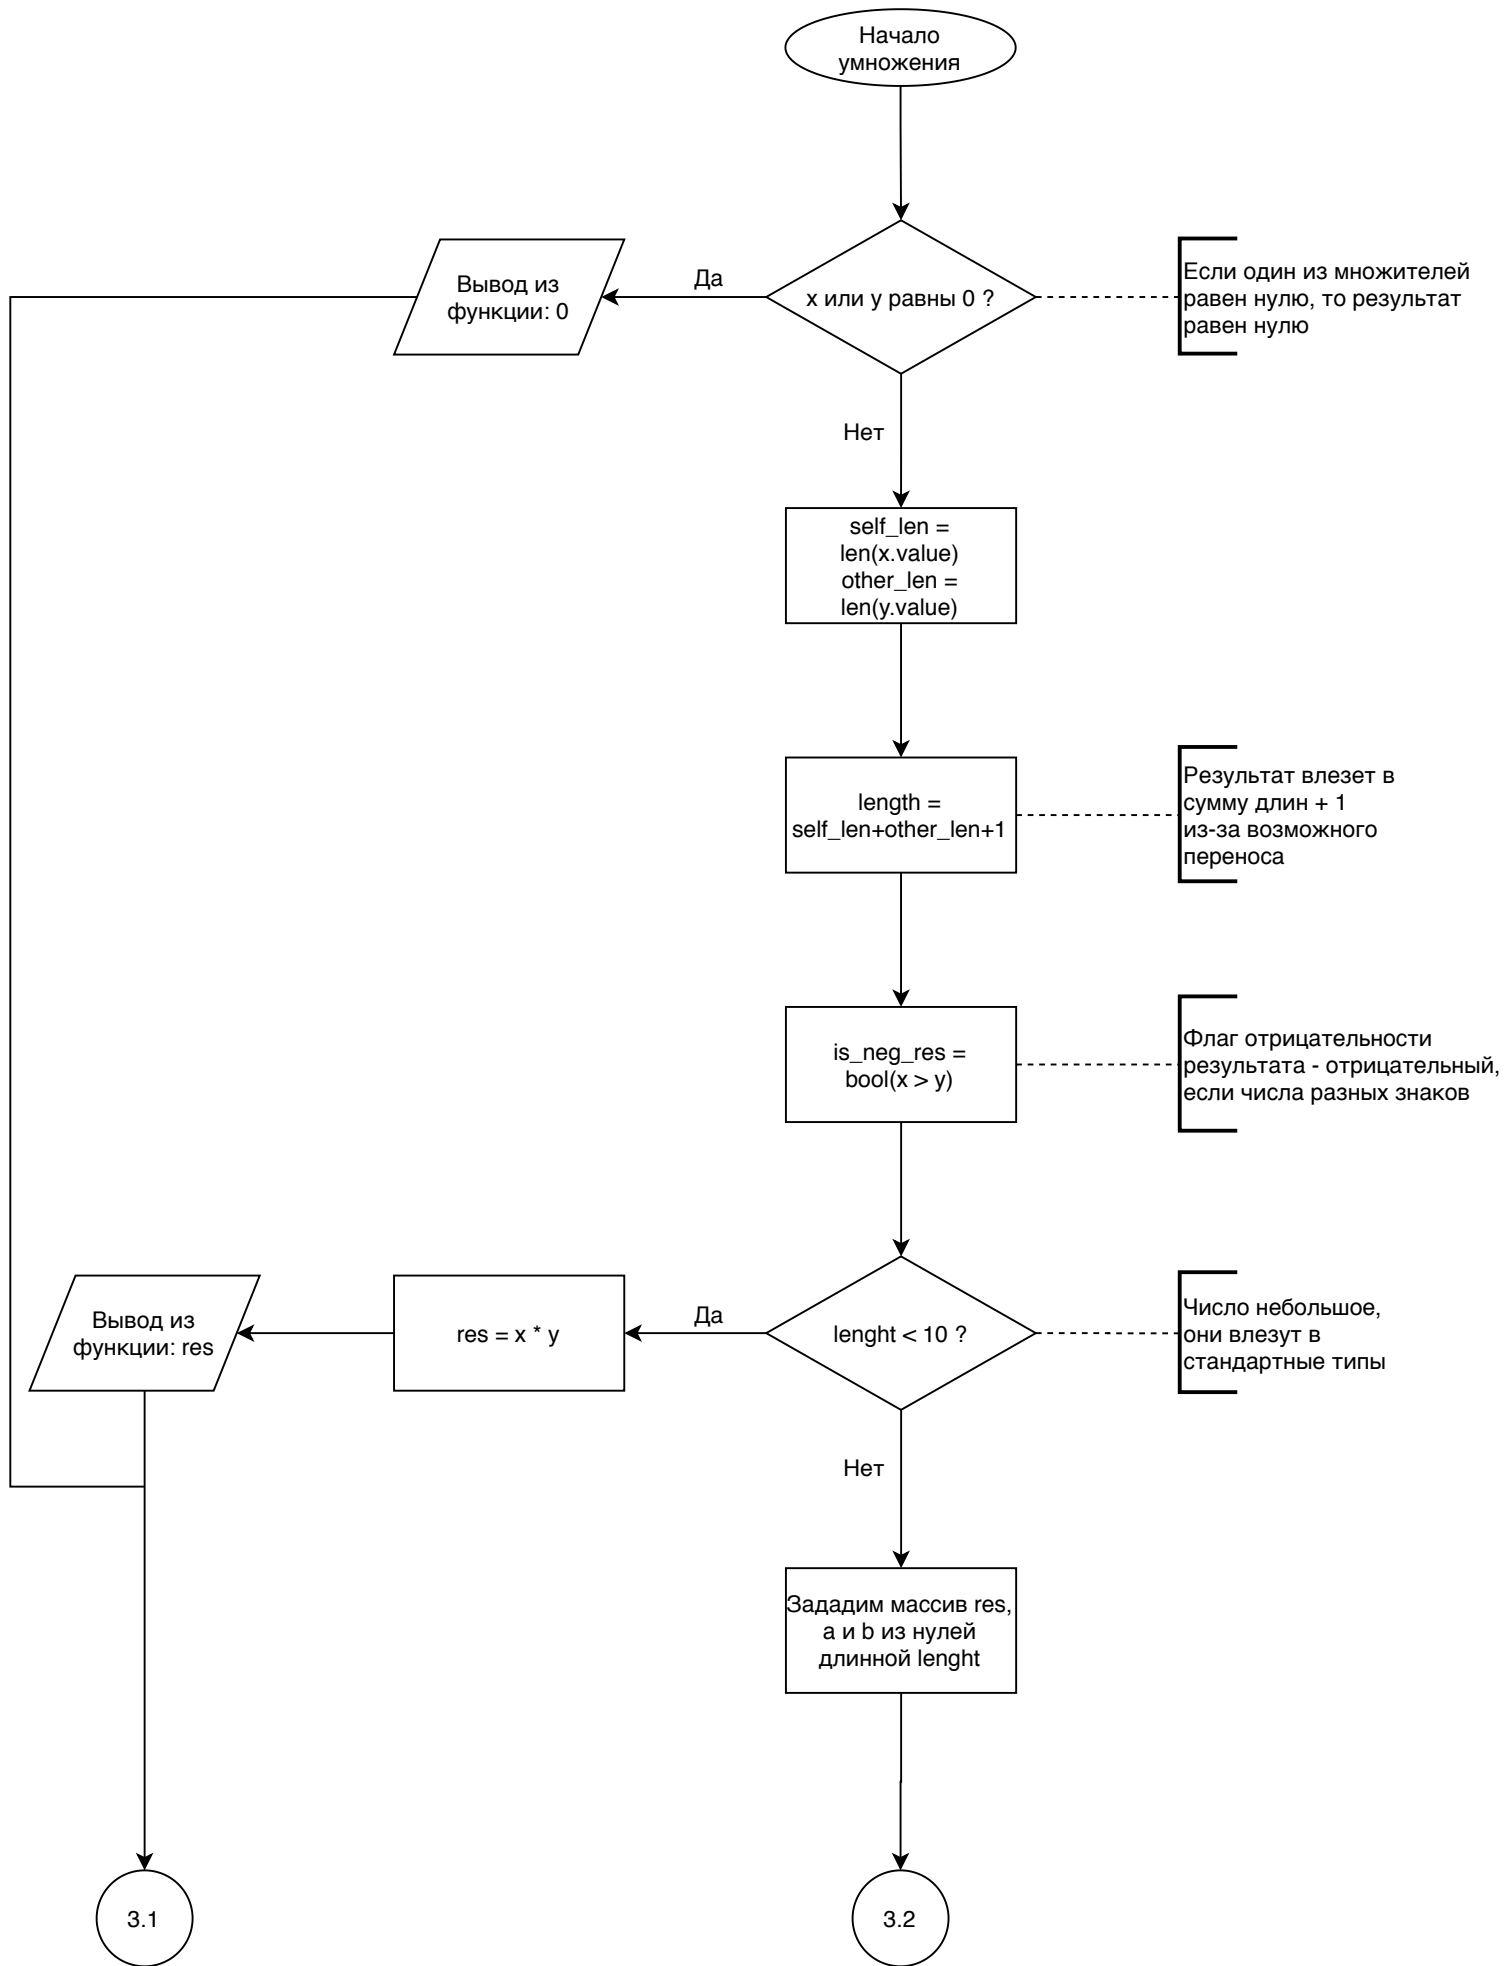 Начало
умножения
Да
Вывод из
функции: 0
x или y равны 0 ?
Если один из множителей
равен нулю, то результат
равен нулю
Нет
self_len =
len(x.value)
other_len =
len(y.value)
length =
self_len+other_len+1
Результат влезет в
сумму длин + 1
из-за возможного
переноса
is_neg_res =
bool(x > y)
Флаг отрицательности
результата - отрицательный,
если числа разных знаков
Вывод из
функции: res
res = x * y
Да
lenght < 10 ?
Число небольшое,
они влезут в
стандартные типы
Нет
Зададим массив res,
a и b из нулей
длинной lenght
3.1
3.2